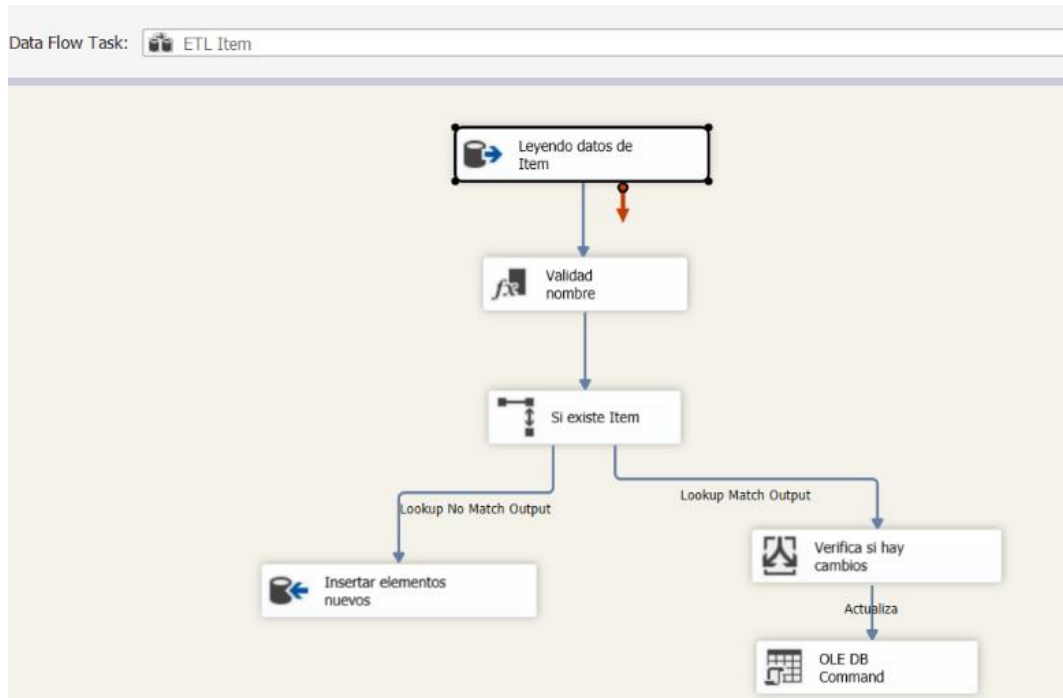 Data Flow Task: ETL Item
Leyendo datos de
Item
Validad
nombre
Si existe Item
Lookup No Match Output
Lookup Match Output
Insertar elementos
nuevos
Verifica si hay
cambios
Actualiza
OLE DB
Command